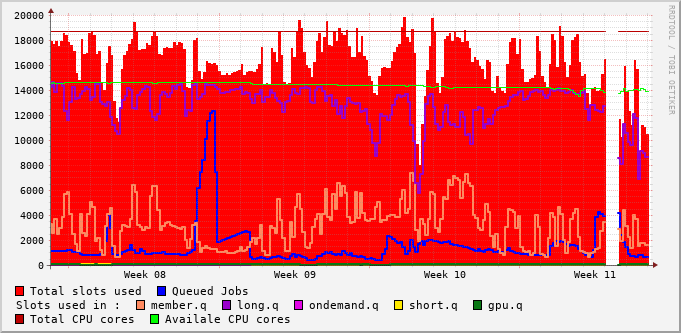 20000
18000
16000
14000
12000
10000
8000
6000
4000
2000
0
Week 08 Week 09 Week 10 Week 11
RRDTOOL / TOBI OETIKER
Total slots used Queued Jobs
Slots used in : member.q long.q ondemand.q short.q gpu.q
Total CPU cores Availale CPU cores